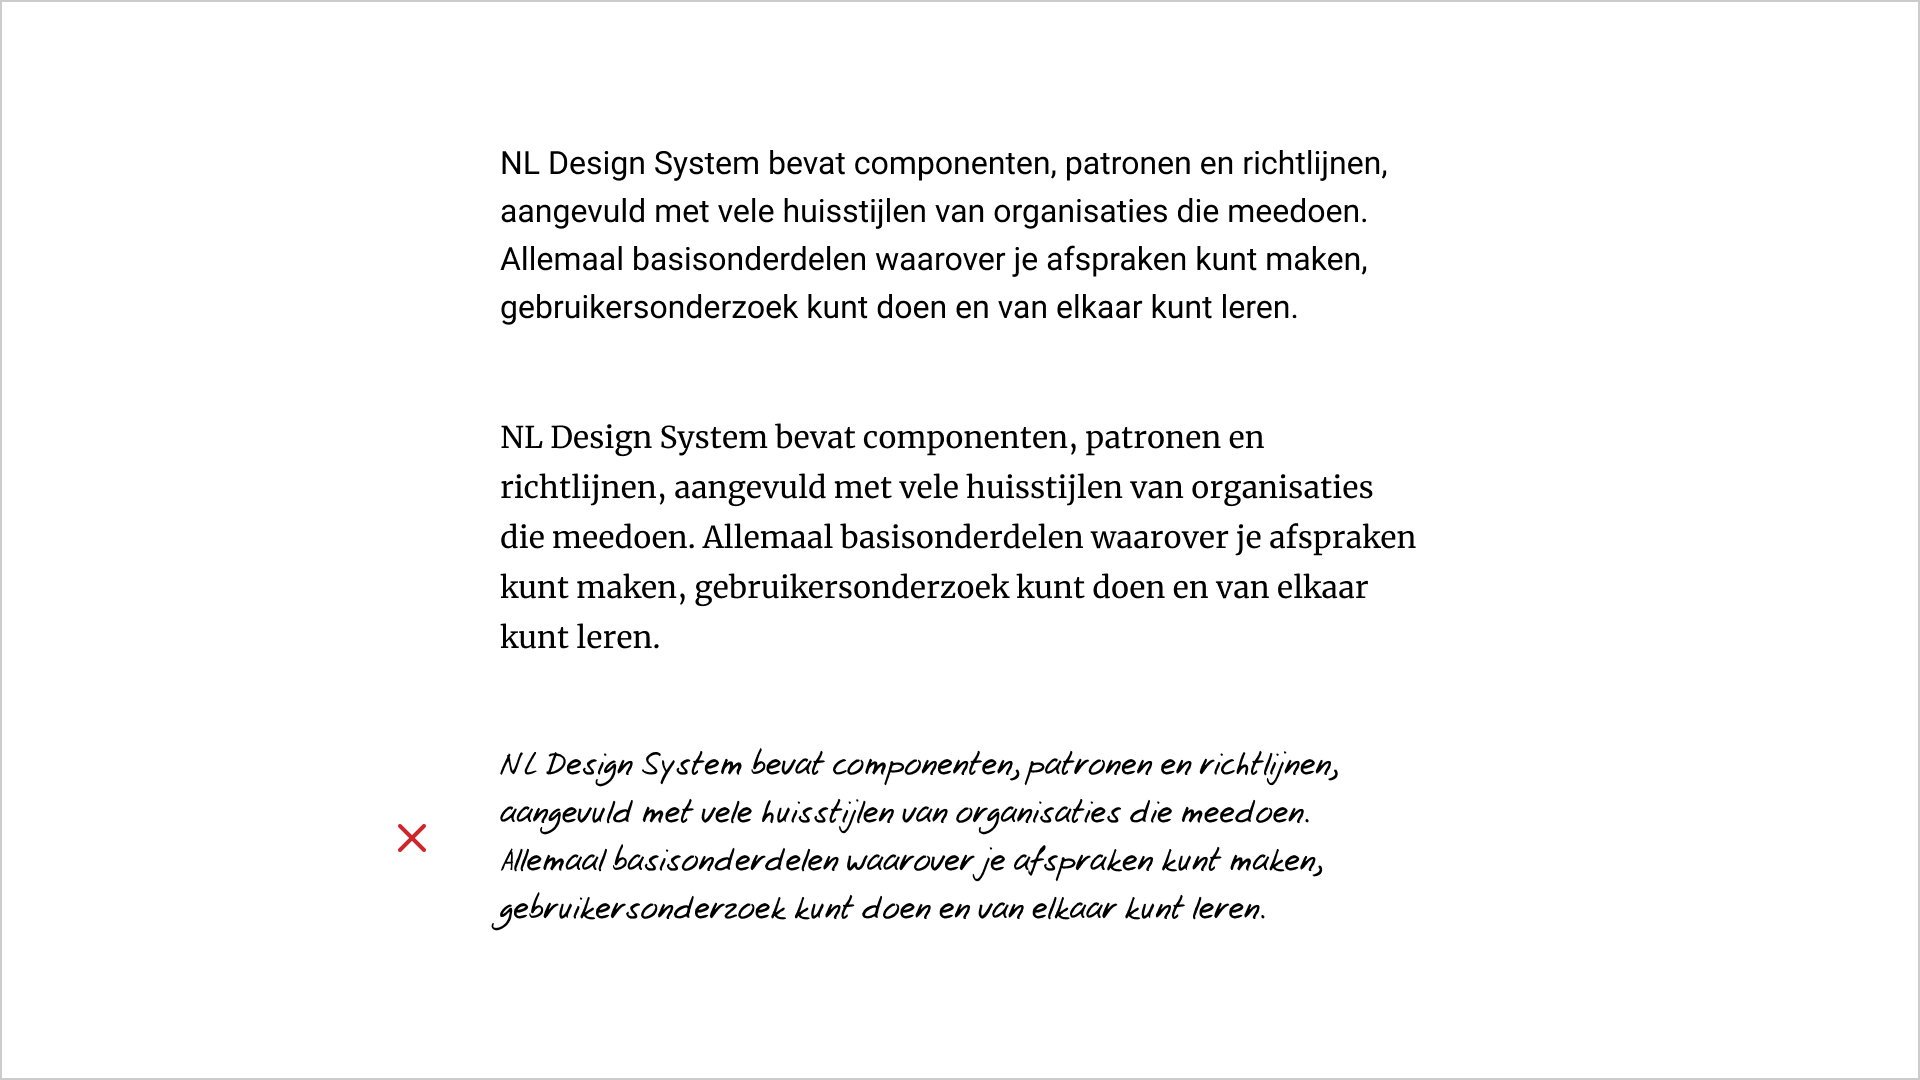 NL Design System bevat componenten, patronen en richtlijnen,
aangevuld met vele huisstijlen van organisaties die meedoen.
Allemaal basisonderdelen waarover je afspraken kunt maken,
gebruikersonderzoek kunt doen en van elkaar kunt leren.
NL Design System bevat componenten, patronen en
richtlijnen, aangevuld met vele huisstijlen van organisaties
die meedoen. Allemaal basisonderdelen waarover je afspraken
kunt maken, gebruikersonderzoek kunt doen en van elkaar
kunt leren.
NL Design System bevat componenten, patronen en richtlijnen,
aangevuld met vele huisstijlen van organisaties die meedoen.
Allemaal basisonderdelen waarover je afspraken kunt maken,
gebruikersonderzoek kunt doen en van elkaar kunt leren.